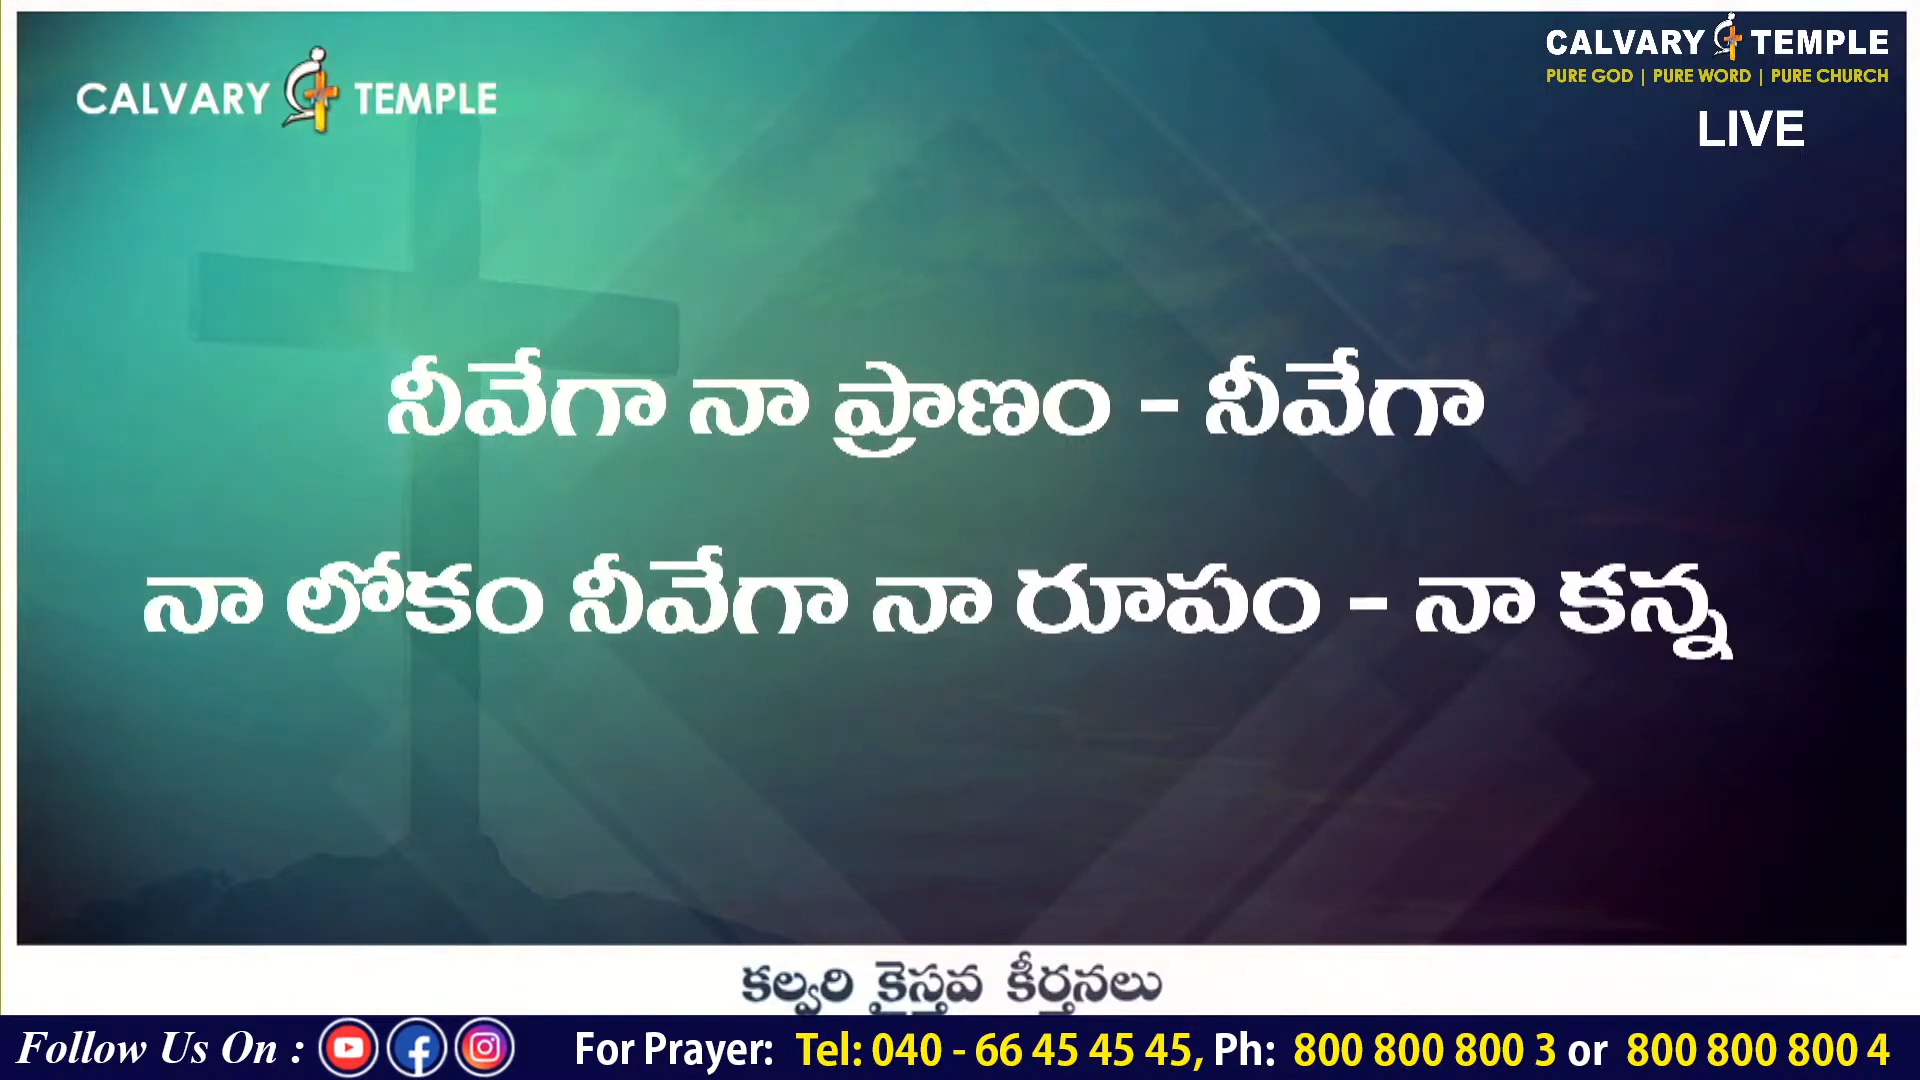 CALVARY TEMPLE
CALVARY TEMPLE
PURE GOD | PURE WORD | PURE CHURCH
LIVE
నీవేగా నా ప్రాణం - నీవేగా
నా లోకం నీవేగా నా రూపం - నా కన్న
కల్వరి క్రైస్తవ కీర్తనలు
Follow Us On :
For Prayer: Tel: 040 - 66 45 45 45, Ph: 800 800 800 3 or 800 800 800 4